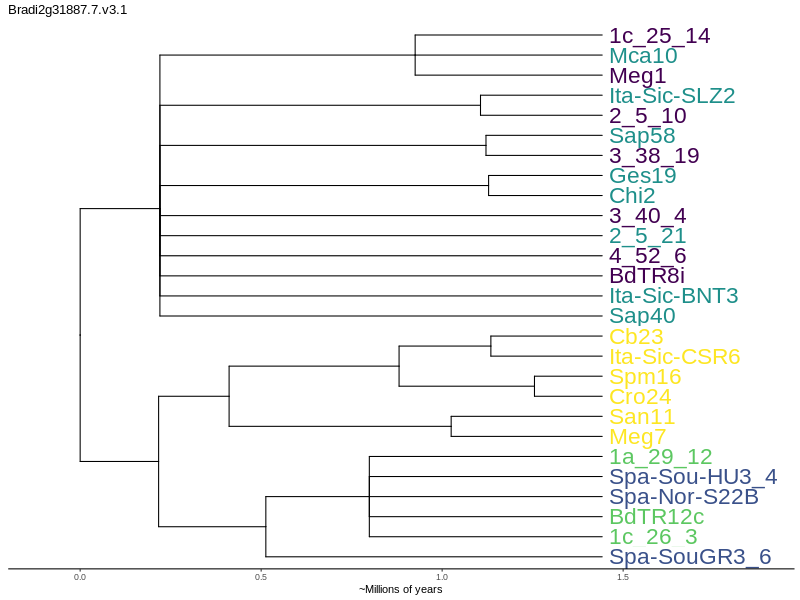 Bradi2g31887.7.v3.1
1c_25_14
Mca10
Meg1
Ita-Sic-SLZ2
2_5_10
Sap58
3_38_19
Ges19
Chi2
3_40_4
2_5_21
4_52_6
BdTR8i
Ita-Sic-BNT3
Sap40
Cb23
Ita-Sic-CSR6
Spm16
Cro24
San11
Meg7
1a_29_12
Spa-Sou-HU3_4
Spa-Nor-S22B
BdTR12c
1c_26_3
Spa-SouGR3_6
0.0 0.5 1.0 1.5
~Millions of years